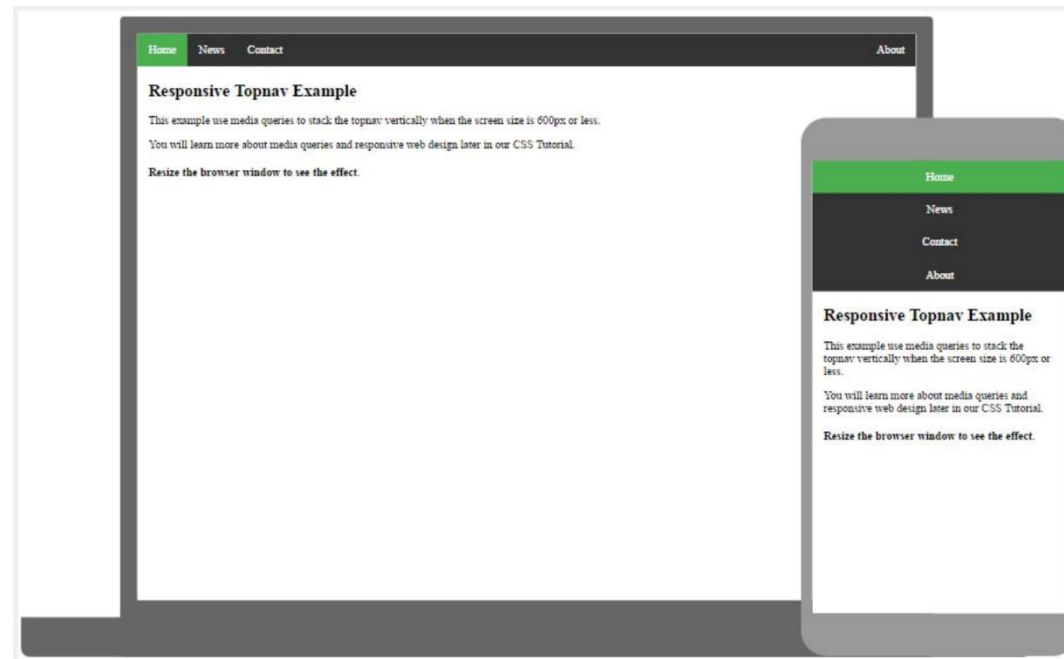 Home News Contact About
Responsive Topnav Example
This example use media queries to stack the topnav vertically when the screen size is 600px or less.
You will learn more about media queries and responsive web design later in our CSS Tutorial.
Resize the browser window to see the effect.
Home
News
Contact
About
Responsive Topnav Example
This example use media queries to stack the
topnav vertically when the screen size is 600px or
less.
You will learn more about media queries and
responsive web design later in our CSS Tutorial.
Resize the browser window to see the effect.